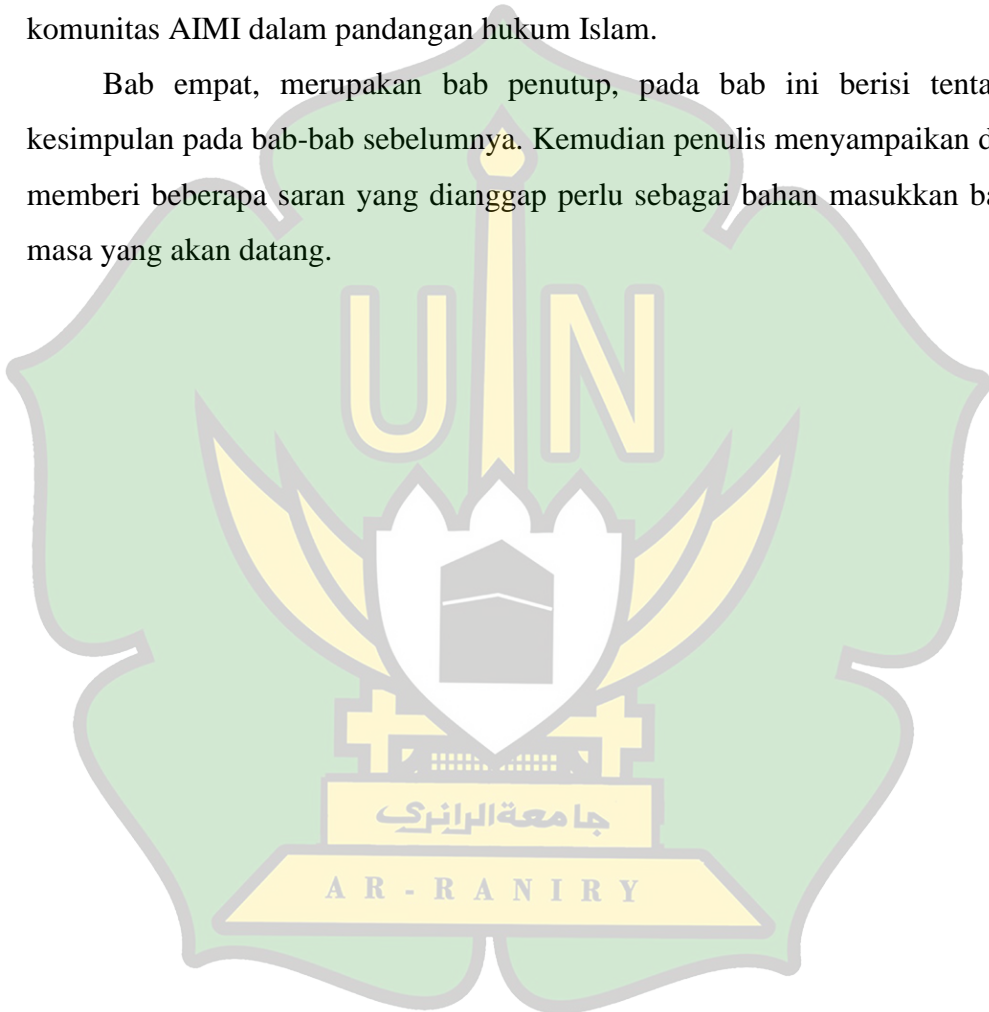 komunitas AIMI dalam pandangan hukum Islam.
Bab empat, merupakan bab penutup, pada bab ini berisi tenta
kesimpulan pada bab-bab sebelumnya. Kemudian penulis menyampaikan d
memberi beberapa saran yang dianggap perlu sebagai bahan masukkan ba
masa yang akan datang.
U N
جامعة الرانري
AR-RANIRY